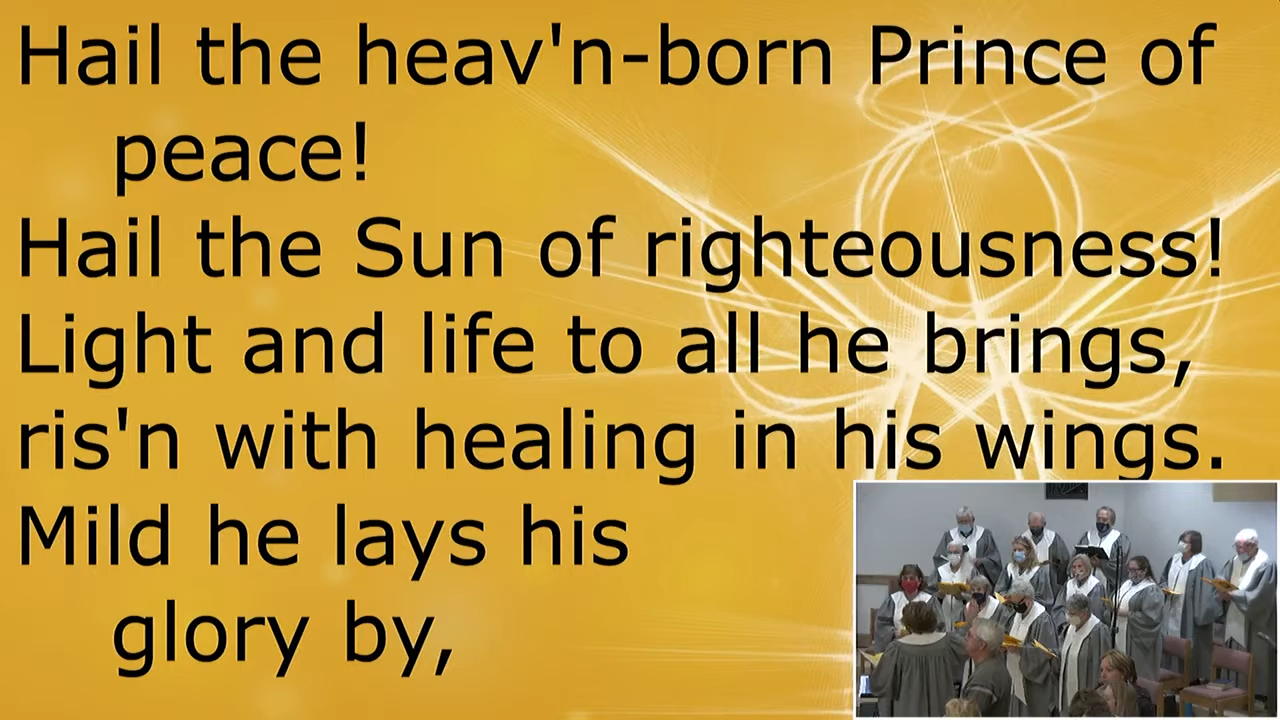 Hail the heav'n-born Prince of
peace!
Hail the Sun of righteousness!
Light and life to all he brings,
ris'n with healing in his wings.
Mild he lays his
glory by,